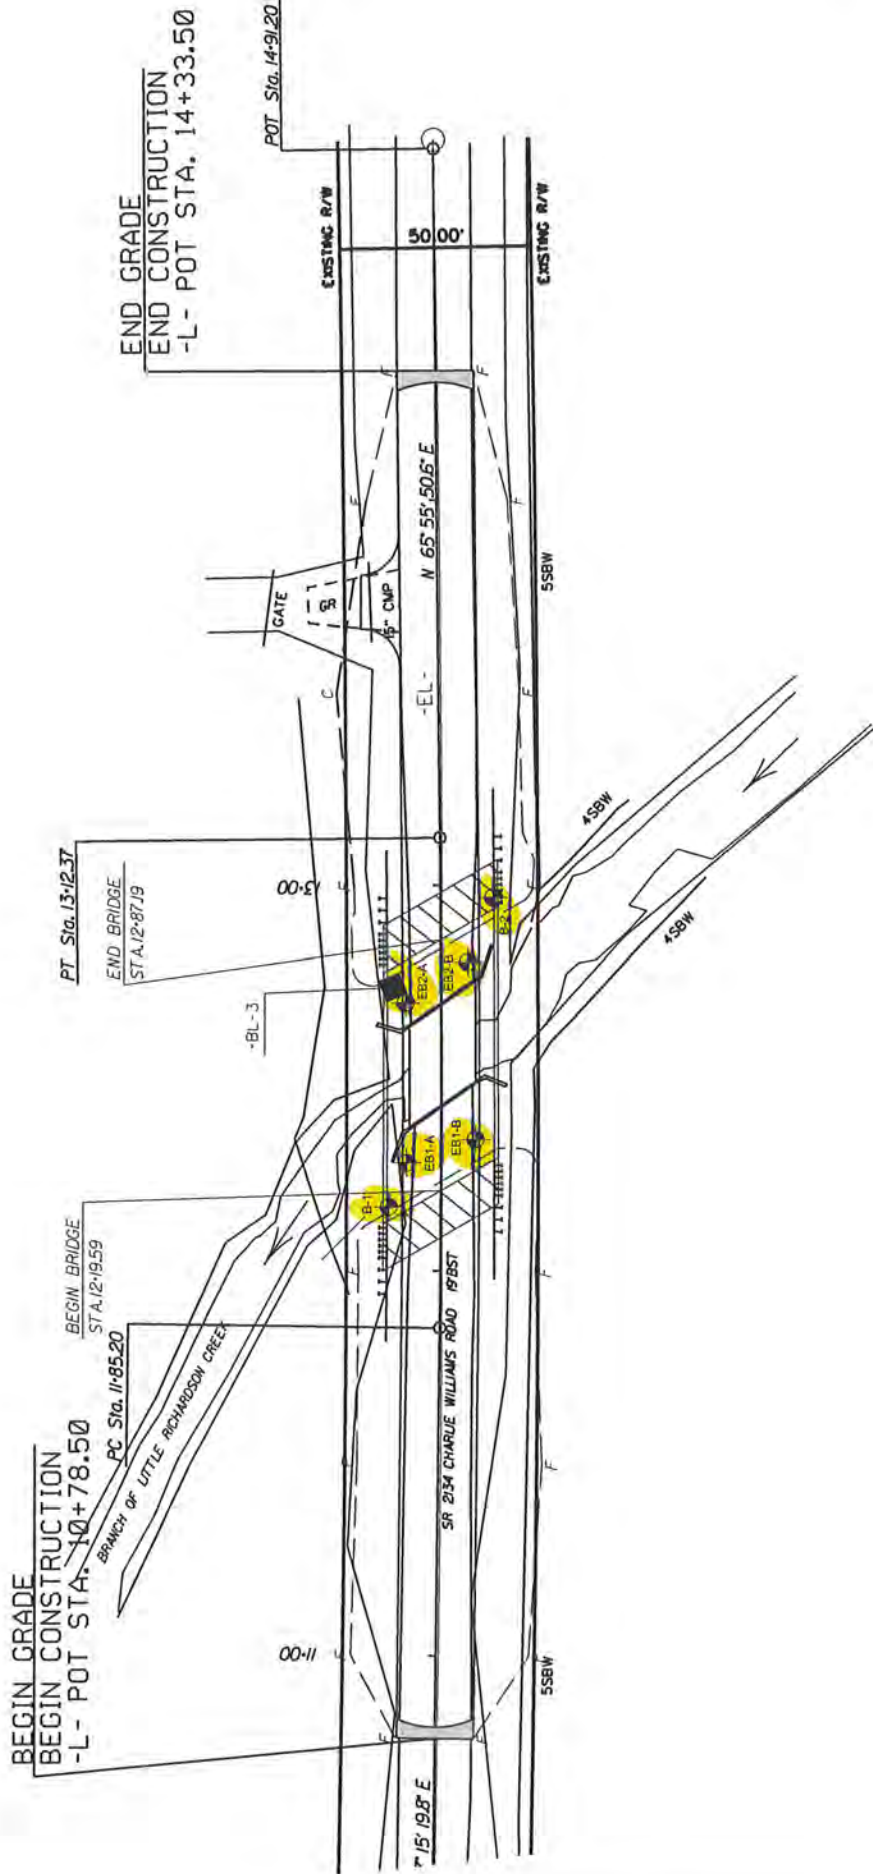 BEGIN GRADE
BEGIN CONSTRUCTION
-L- POT STA. 10+78.50
PC Sta. 11+85.20
BRANCH OF LITTLE RICHARDSON CREEK
BEGIN BRIDGE
STA.12+19.59
-BL-3
END BRIDGE
STA.12+87.19
PT Sta. 13+12.37
END GRADE
END CONSTRUCTION
-L- POT STA. 14+33.50
POT Sta. 14+91.20
EXISTING R/W
50.00'
EXISTING R/W
GATE
GR
15" CMP
C
F
F
F
F
F
F
F
F
F
F
F
11+00
13+00
-EL-
N 65° 55' 50.6" E
15' 19.8" E
SR 2134 CHARLIE WILLIAMS ROAD 19'BST
B-1
EB1-A
EB1-B
EB2-A
EB2-B
B-2
4SBW
4SBW
5SBW
5SBW